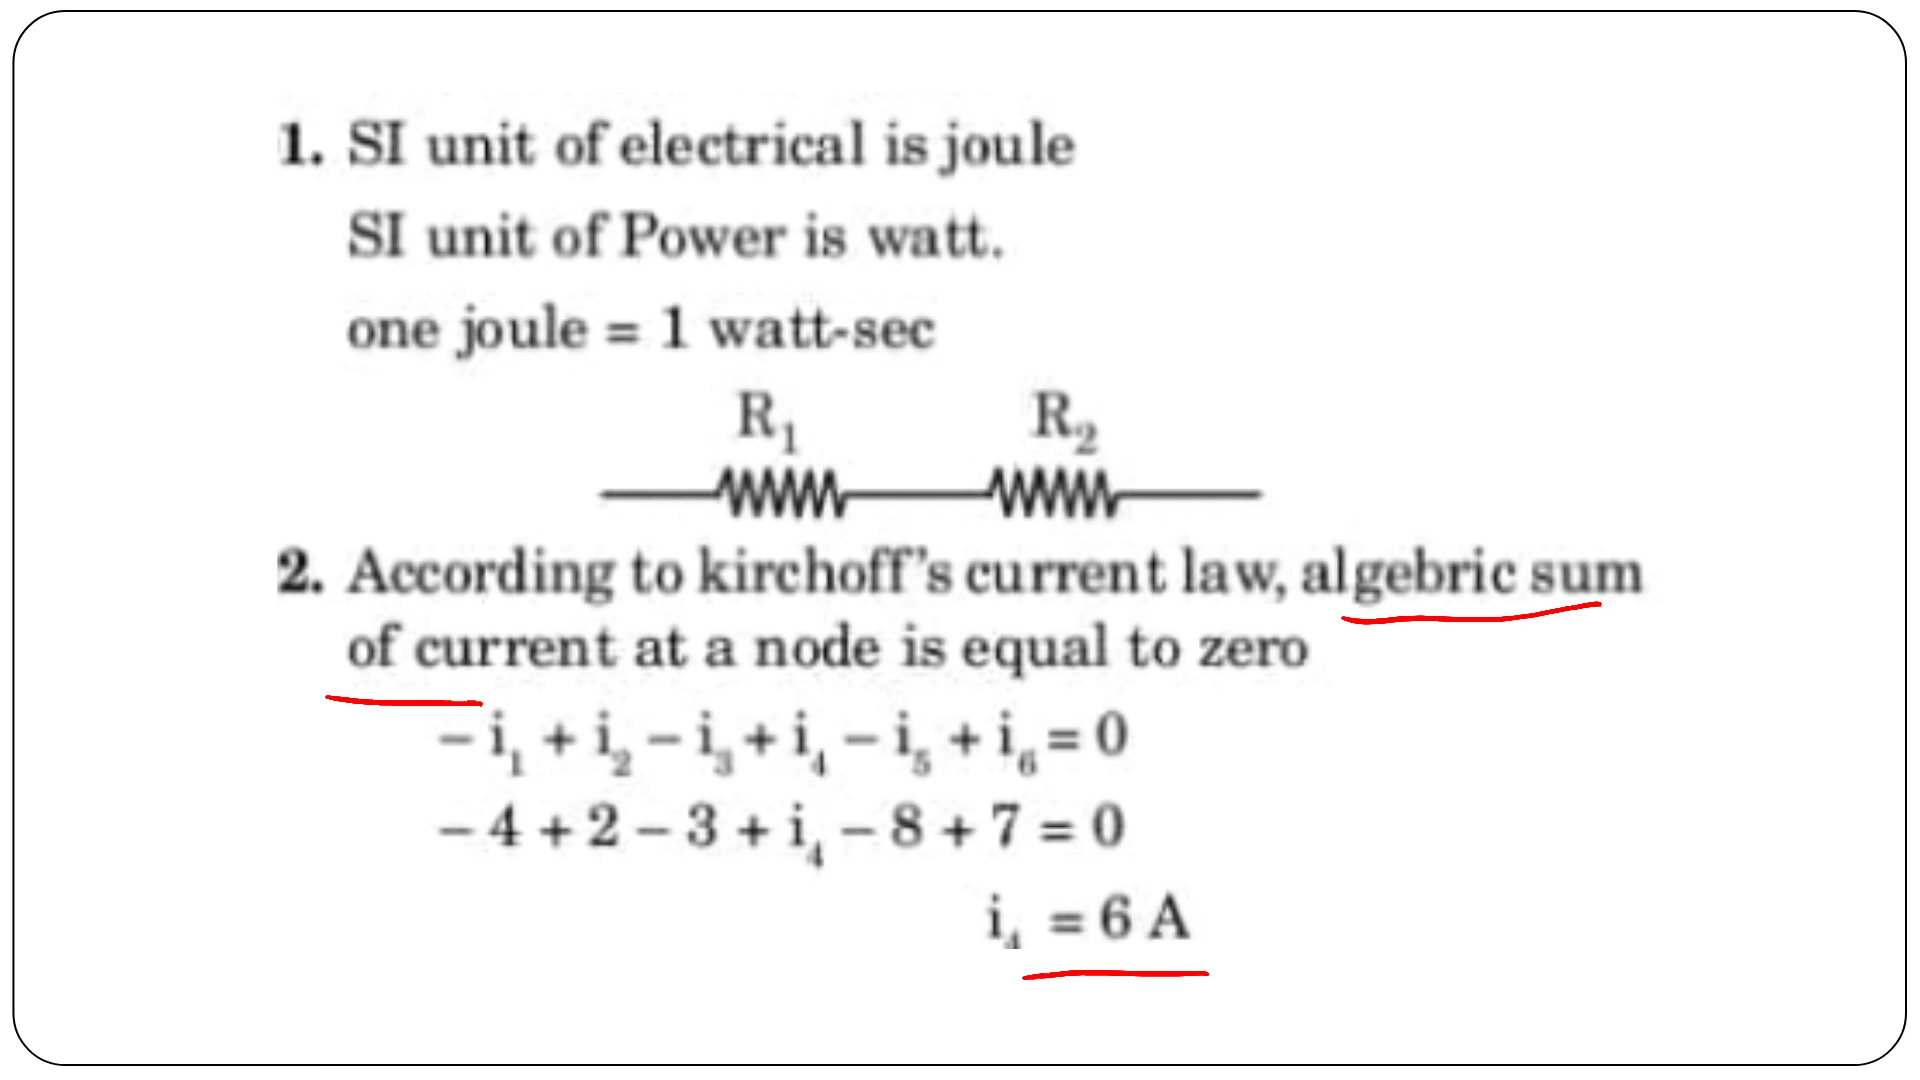 1. SI unit of electrical is joule
SI unit of Power is watt.
one joule = 1 watt-sec
R₁ R₂
2. According to kirchoff's current law, algebric sum
of current at a node is equal to zero
– i₁ + i₂ – i₃ + i₄ – i₅ + i₆ = 0
– 4 + 2 – 3 + i₄ – 8 + 7 = 0
i₄ = 6 A